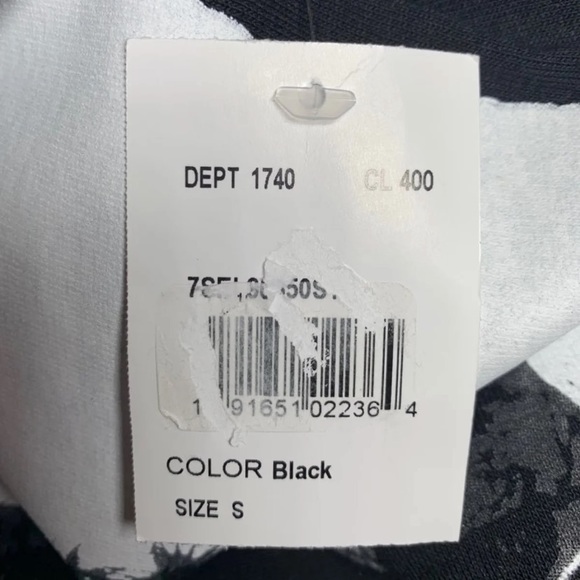 DEPT 1740 CL 400
1 91651 02236 4
COLOR Black
SIZE S